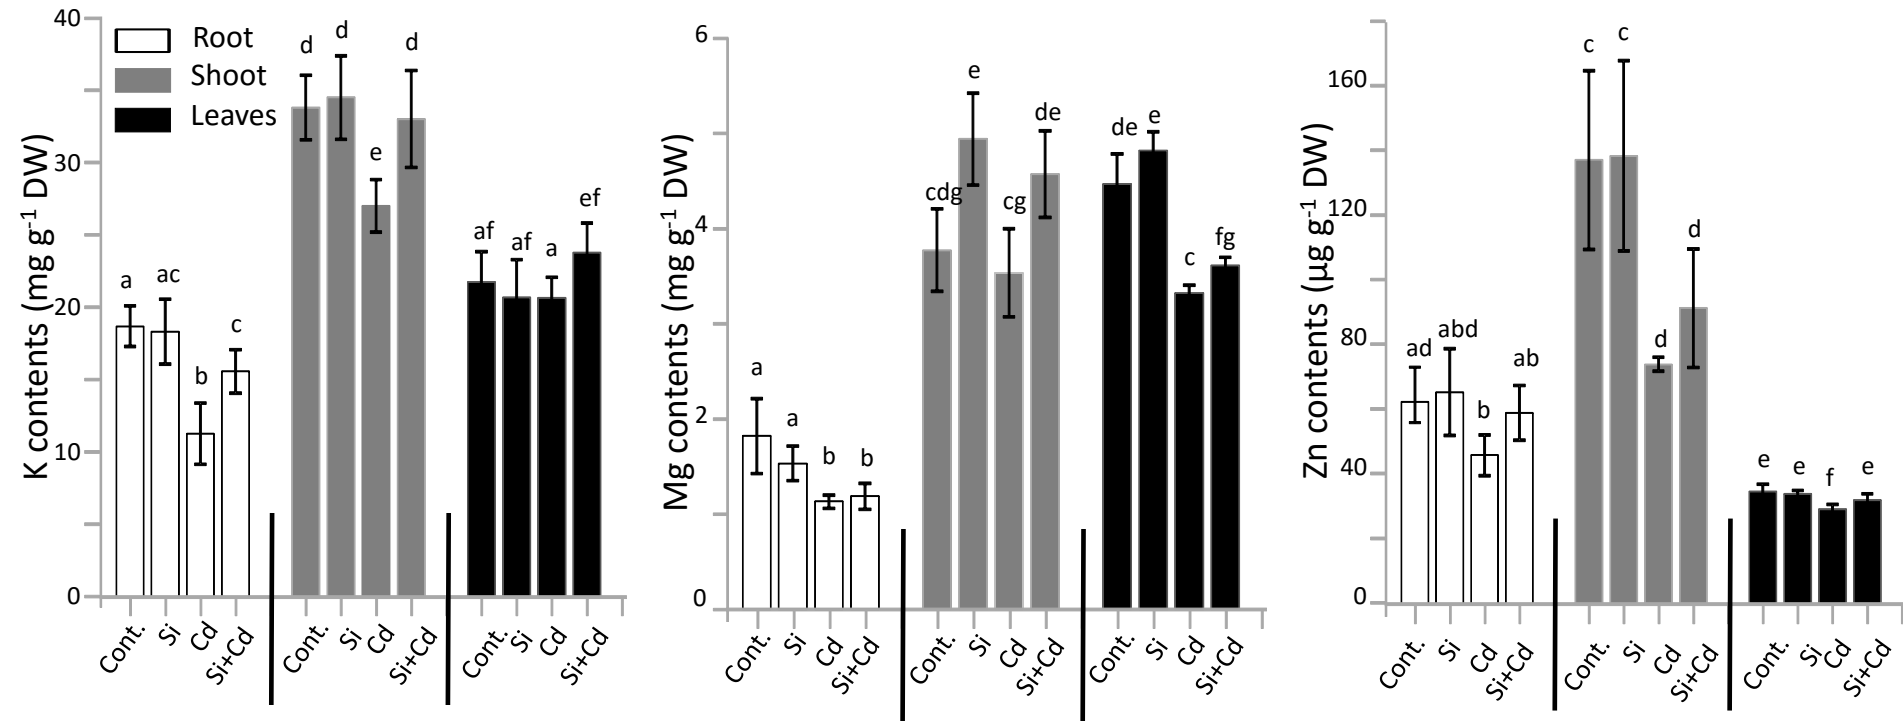 K contents (mg g-1 DW)
40
30
20
10
0
Root
Shoot
Leaves
a
ac
b
c
d
d
e
d
af
af
a
ef
Cont.
Si
Cd
Si+Cd
Cont.
Si
Cd
Si+Cd
Cont.
Si
Cd
Si+Cd
Mg contents (mg g-1 DW)
6
4
2
0
a
a
b
b
cdg
e
cg
de
de
e
c
fg
Cont.
Si
Cd
Si+Cd
Cont.
Si
Cd
Si+Cd
Cont.
Si
Cd
Si+Cd
Zn contents (µg g-1 DW)
160
120
80
40
0
ad
abd
b
ab
c
c
d
d
e
e
f
e
Cont.
Si
Cd
Si+Cd
Cont.
Si
Cd
Si+Cd
Cont.
Si
Cd
Si+Cd